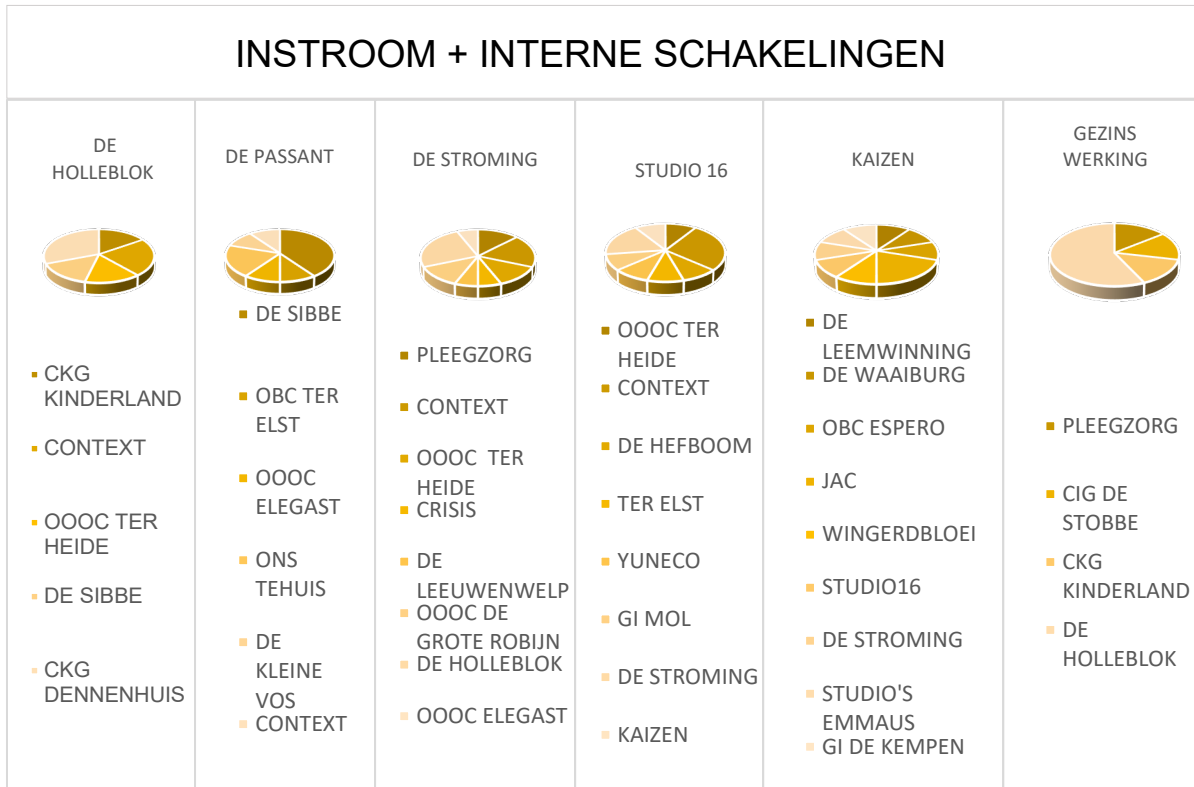 INSTROOM + INTERNE SCHAKELINGEN
DE
HOLLEBLOK
CKG
KINDERLAND
CONTEXT
OOOC TER
HEIDE
DE SIBBE
CKG
DENNENHUIS
DE PASSANT
DE SIBBE
OBC TER
ELST
OOOC
ELEGAST
ONS
TEHUIS
DE
KLEINE
VOS
CONTEXT
DE STROMING
PLEEGZORG
CONTEXT
OOOC TER
HEIDE
CRISIS
DE
LEEUWENWELP
OOOC DE
GROTE ROBIJN
DE HOLLEBLOK
OOOC ELEGAST
STUDIO 16
OOOC TER
HEIDE
CONTEXT
DE HEFBOOM
TER ELST
YUNECO
GI MOL
DE STROMING
KAIZEN
KAIZEN
DE
LEEMWINNING
DE WAAIBURG
OBC ESPERO
JAC
WINGERDBLOEI
STUDIO16
DE STROMING
STUDIO'S
EMMAUS
GI DE KEMPEN
GEZINS
WERKING
PLEEGZORG
CIG DE
STOBBE
CKG
KINDERLAND
DE
HOLLEBLOK